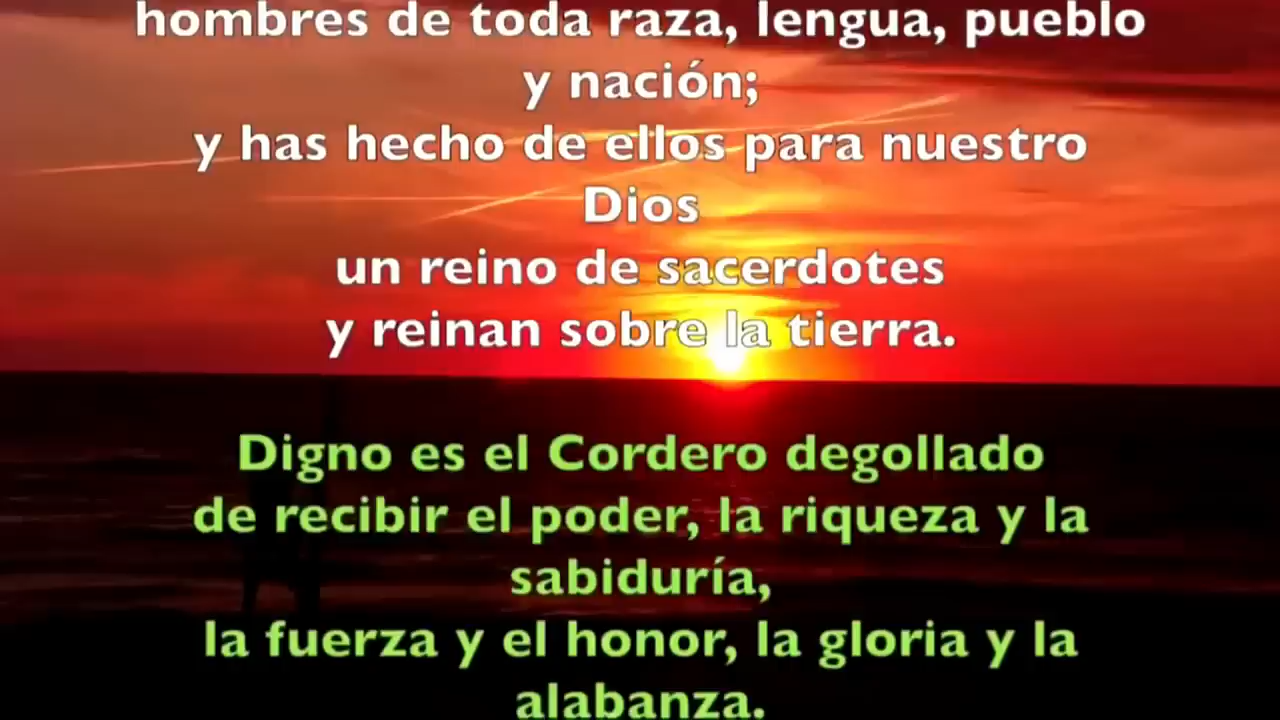 hombres de toda raza, lengua, pueblo
y nación;
y has hecho de ellos para nuestro
Dios
un reino de sacerdotes
y reinan sobre la tierra.
Digno es el Cordero degollado
de recibir el poder, la riqueza y la
sabiduría,
la fuerza y el honor, la gloria y la
alabanza.